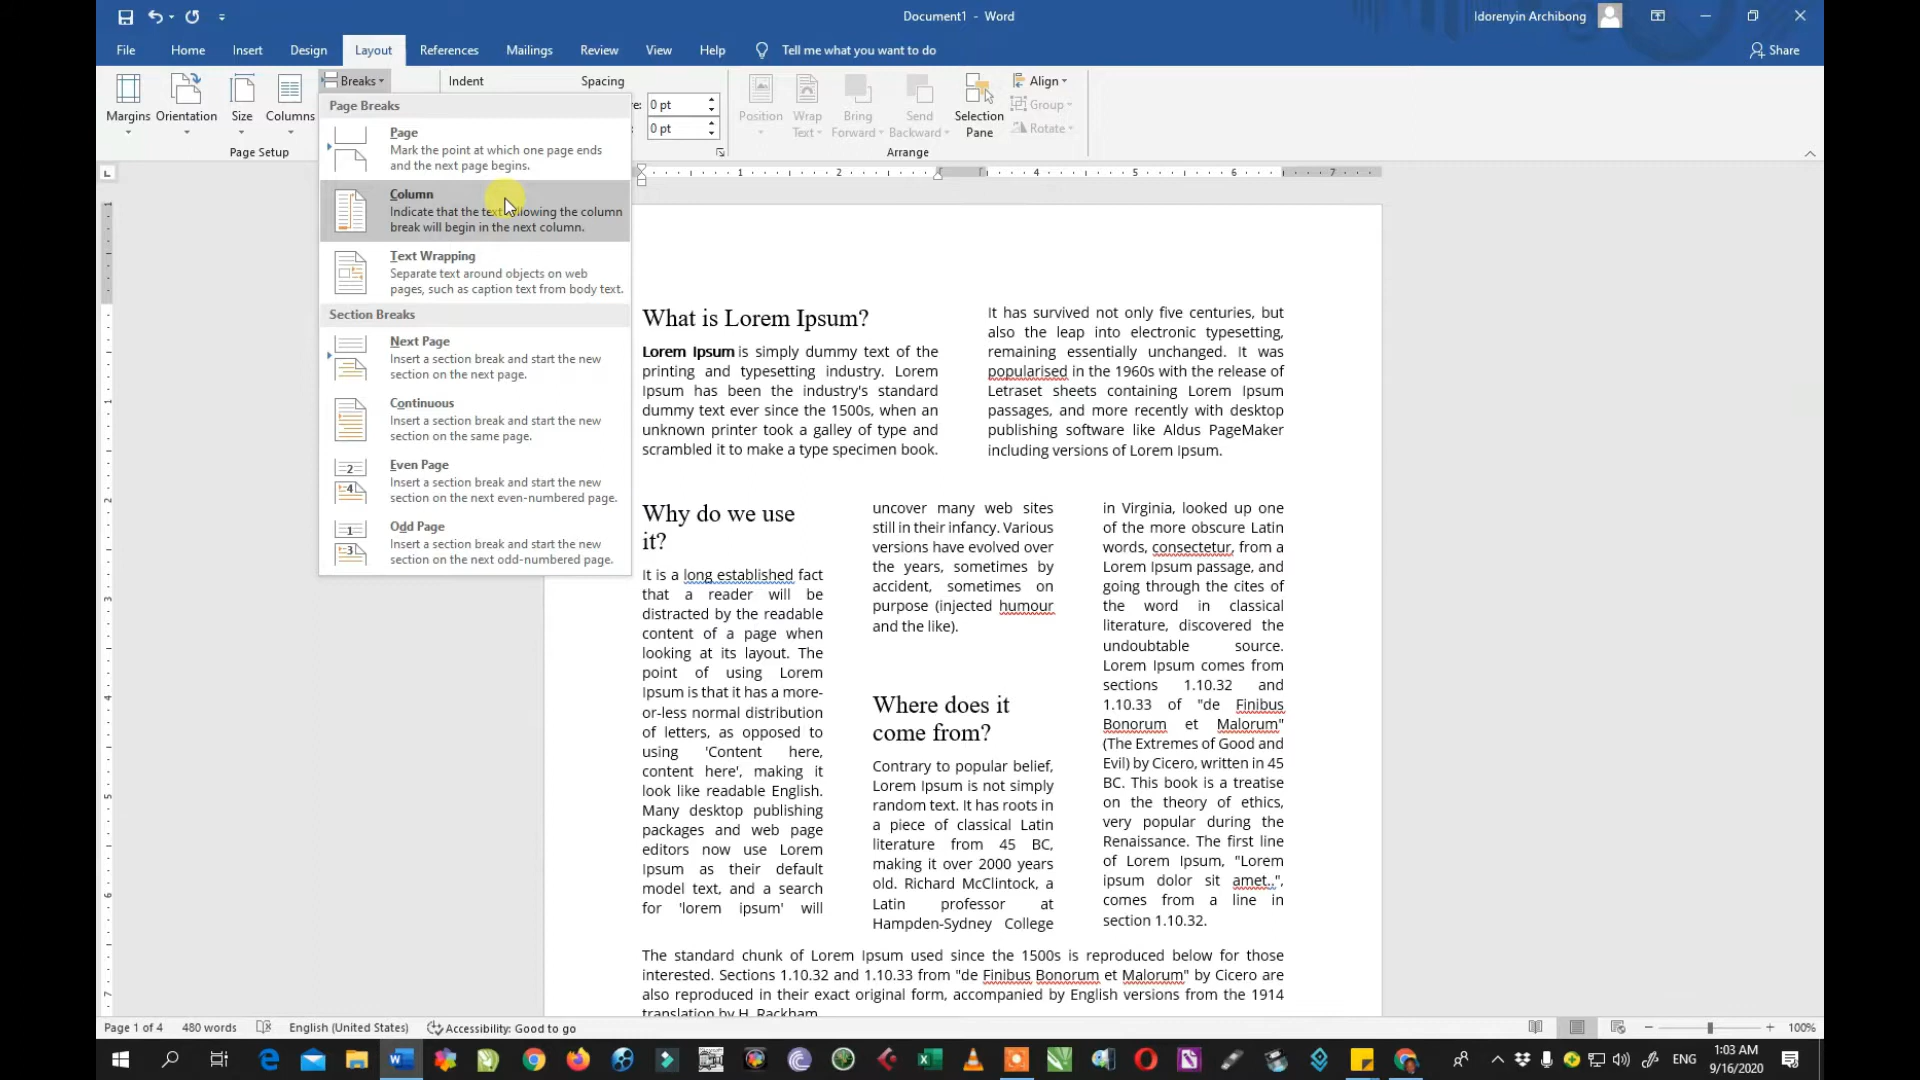 Document1 - Word
Idorenyin Archibong
File Home Insert Design Layout References Mailings Review View Help Tell me what you want to do Share
Margins Orientation Size Columns
Breaks
Indent
Spacing
0 pt
0 pt
Position
Wrap Text
Bring Forward
Send Backward
Selection Pane
Align
Group
Rotate
Page Setup
Arrange
Page Breaks
Page
Mark the point at which one page ends
and the next page begins.
Column
Indicate that the text following the column
break will begin in the next column.
Text Wrapping
Separate text around objects on web
pages, such as caption text from body text.
Section Breaks
Next Page
Insert a section break and start the new
section on the next page.
Continuous
Insert a section break and start the new
section on the same page.
Even Page
Insert a section break and start the new
section on the next even-numbered page.
Odd Page
Insert a section break and start the new
section on the next odd-numbered page.
1 2 1 2 3 4 5 6 7
What is Lorem Ipsum?
Lorem Ipsum is simply dummy text of the
printing and typesetting industry. Lorem
Ipsum has been the industry's standard
dummy text ever since the 1500s, when an
unknown printer took a galley of type and
scrambled it to make a type specimen book.
It has survived not only five centuries, but
also the leap into electronic typesetting,
remaining essentially unchanged. It was
popularised in the 1960s with the release of
Letraset sheets containing Lorem Ipsum
passages, and more recently with desktop
publishing software like Aldus PageMaker
including versions of Lorem Ipsum.
Why do we use
it?
It is a long established fact
that a reader will be
distracted by the readable
content of a page when
looking at its layout. The
point of using Lorem
Ipsum is that it has a more-
or-less normal distribution
of letters, as opposed to
using 'Content here,
content here', making it
look like readable English.
Many desktop publishing
packages and web page
editors now use Lorem
Ipsum as their default
model text, and a search
for 'lorem ipsum' will
uncover many web sites
still in their infancy. Various
versions have evolved over
the years, sometimes by
accident, sometimes on
purpose (injected humour
and the like).
Where does it
come from?
Contrary to popular belief,
Lorem Ipsum is not simply
random text. It has roots in
a piece of classical Latin
literature from 45 BC,
making it over 2000 years
old. Richard McClintock, a
Latin professor at
Hampden-Sydney College
in Virginia, looked up one
of the more obscure Latin
words, consectetur, from a
Lorem Ipsum passage, and
going through the cites of
the word in classical
literature, discovered the
undoubtable source.
Lorem Ipsum comes from
sections 1.10.32 and
1.10.33 of "de Finibus
Bonorum et Malorum"
(The Extremes of Good and
Evil) by Cicero, written in 45
BC. This book is a treatise
on the theory of ethics,
very popular during the
Renaissance. The first line
of Lorem Ipsum, "Lorem
ipsum dolor sit amet..",
comes from a line in
section 1.10.32.
The standard chunk of Lorem Ipsum used since the 1500s is reproduced below for those
interested. Sections 1.10.32 and 1.10.33 from "de Finibus Bonorum et Malorum" by Cicero are
also reproduced in their exact original form, accompanied by English versions from the 1914
translation by H. Rackham.
Page 1 of 4 480 words English (United States) Accessibility: Good to go 100%
ENG
1:03 AM
9/16/2020